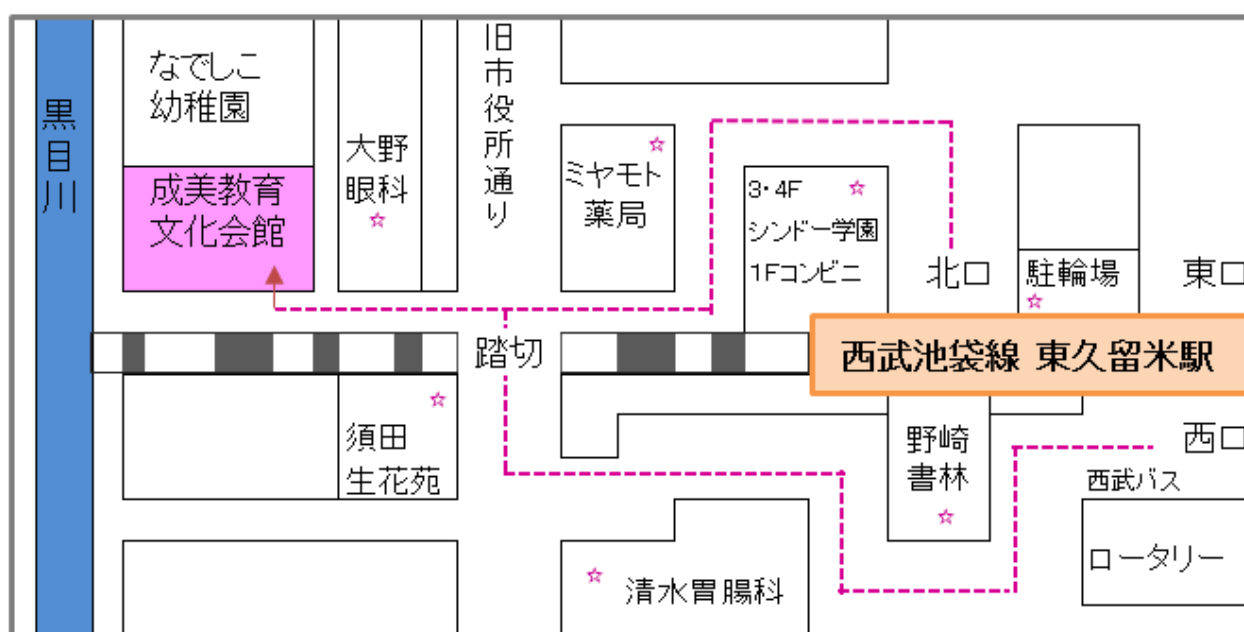 黒目川
なでしこ
幼稚園
成美教育
文化会館
大野
眼科
☆
旧市役所通り
☆
ミヤモト
薬局
3・4F ☆
シンドー学園
1Fコンビニ
北口
駐輪場
☆
東口
踏切
西武池袋線 東久留米駅
☆
須田
生花苑
野崎
書林
☆
西口
西武バス
ロータリー
☆
清水胃腸科